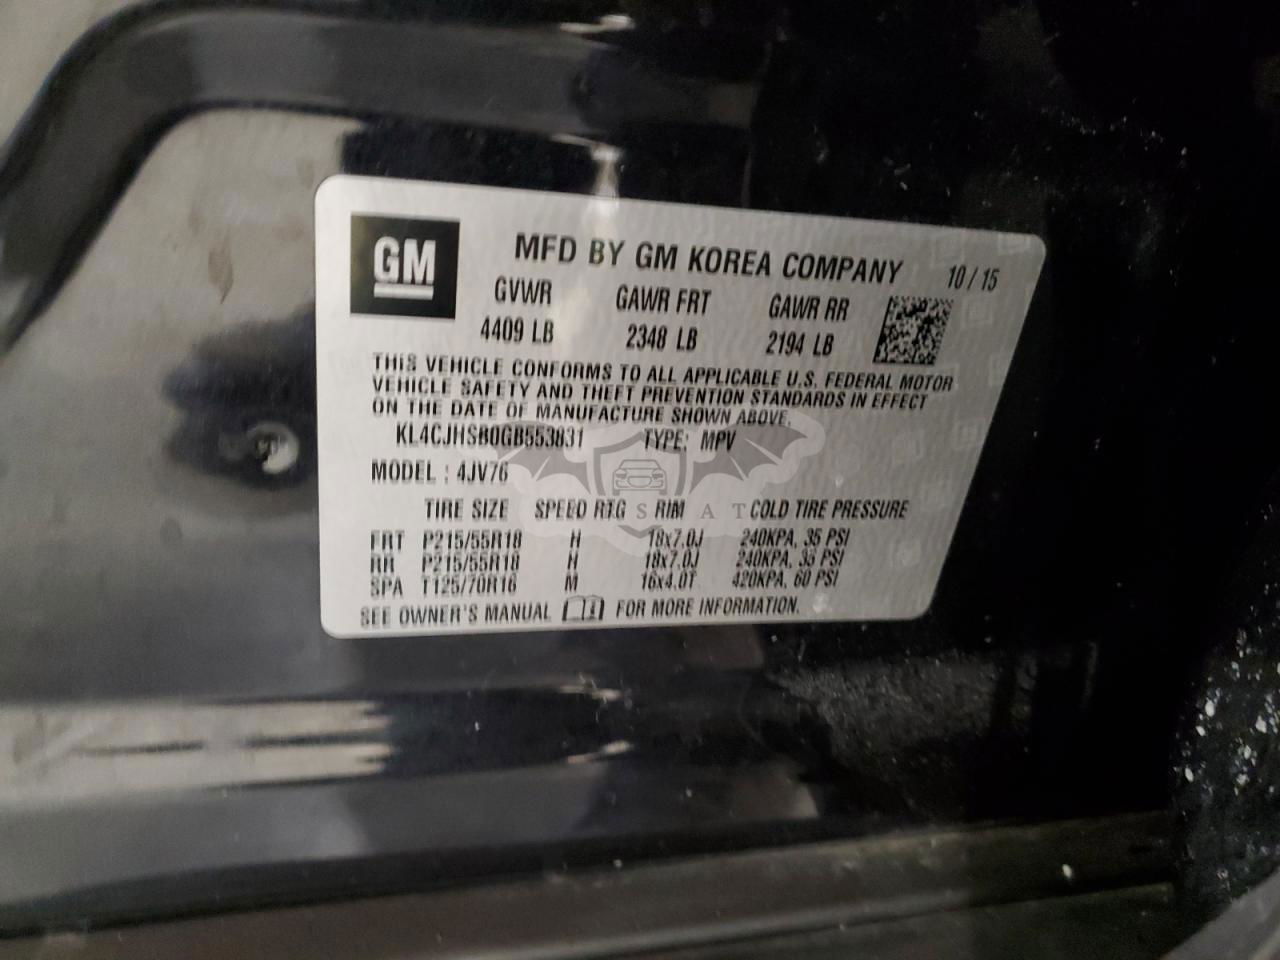 GM
MFD BY GM KOREA COMPANY 10/15
GVWR GAWR FRT GAWR RR
4409 LB 2348 LB 2194 LB
THIS VEHICLE CONFORMS TO ALL APPLICABLE U.S. FEDERAL MOTOR
VEHICLE SAFETY AND THEFT PREVENTION STANDARDS IN EFFECT
ON THE DATE OF MANUFACTURE SHOWN ABOVE.
KL4CJHSB0GB553831 TYPE: MPV
MODEL : 4JV76
TIRE SIZE SPEED RTG RIM COLD TIRE PRESSURE
FRT P215/55R18 H 18x7.0J 240KPA, 35 PSI
RR P215/55R18 H 18x7.0J 240KPA, 35 PSI
SPA T125/70R16 M 16x4.0T 420KPA, 60 PSI
SEE OWNER'S MANUAL FOR MORE INFORMATION.